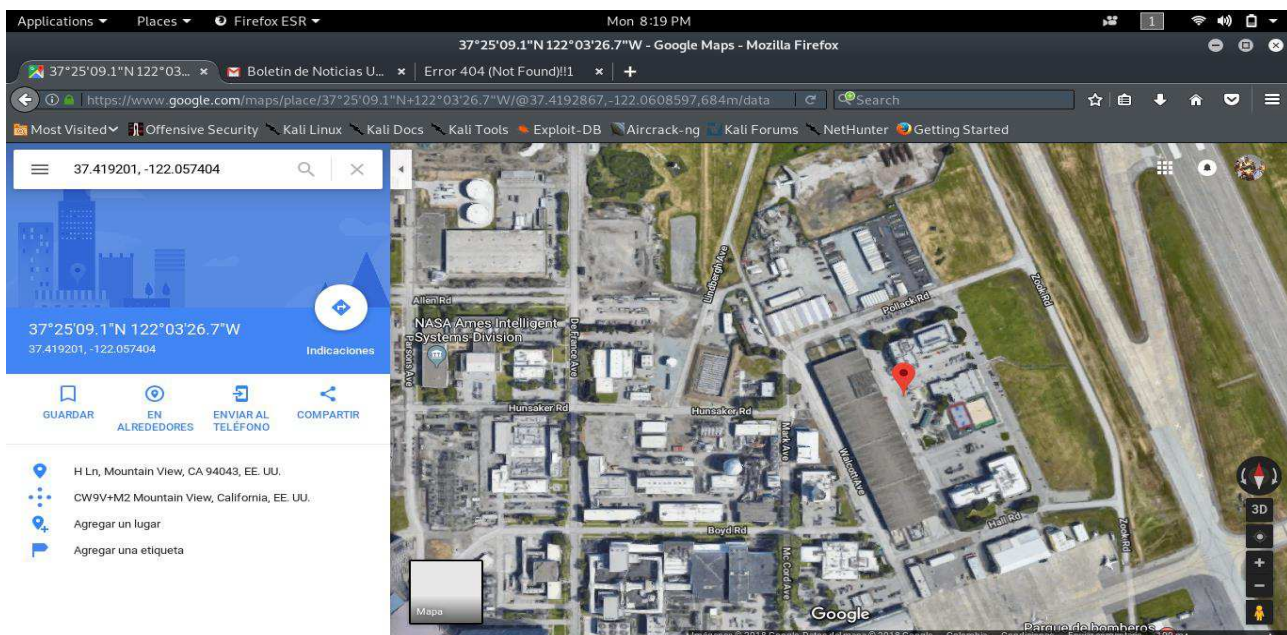 Applications Places Firefox ESR Mon 8:19 PM 1
37°25'09.1"N 122°03'26.7"W - Google Maps - Mozilla Firefox
37°25'09.1"N 122°03... × Boletín de Noticias U... × Error 404 (Not Found)!!1 × +
https://www.google.com/maps/place/37°25'09.1"N+122°03'26.7"W/@37.4192867,-122.0608597,684m/data Search
Most Visited Offensive Security Kali Linux Kali Docs Kali Tools Exploit-DB Aircrack-ng Kali Forums NetHunter Getting Started
37.419201, -122.057404
37°25'09.1"N 122°03'26.7"W
37.419201, -122.057404
Indicaciones
GUARDAR
EN ALREDEDORES
ENVIAR AL TELÉFONO
COMPARTIR
H Ln, Mountain View, CA 94043, EE. UU.
CW9V+M2 Mountain View, California, EE. UU.
Agregar un lugar
Agregar una etiqueta
Allen Rd
NASA Ames Intelligent
Systems Division
Parsons Ave
De France Ave
Lindbergh Ave
Pollack Rd
Zook Rd
Hunsaker Rd
Hunsaker Rd
Mark Ave
Walcott Ave
Boyd Rd
Mc Cord Ave
Hall Rd
Zook Rd
3D
+
−
Mapa
Google
Parque de bomberos